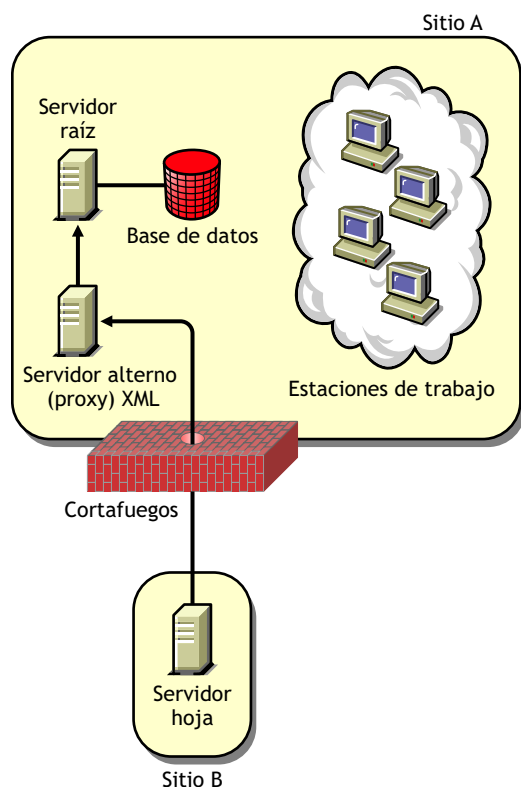 Sitio A
Servidor
raíz
Base de datos
Servidor alterno
(proxy) XML
Estaciones de trabajo
Cortafuegos
Servidor
hoja
Sitio B